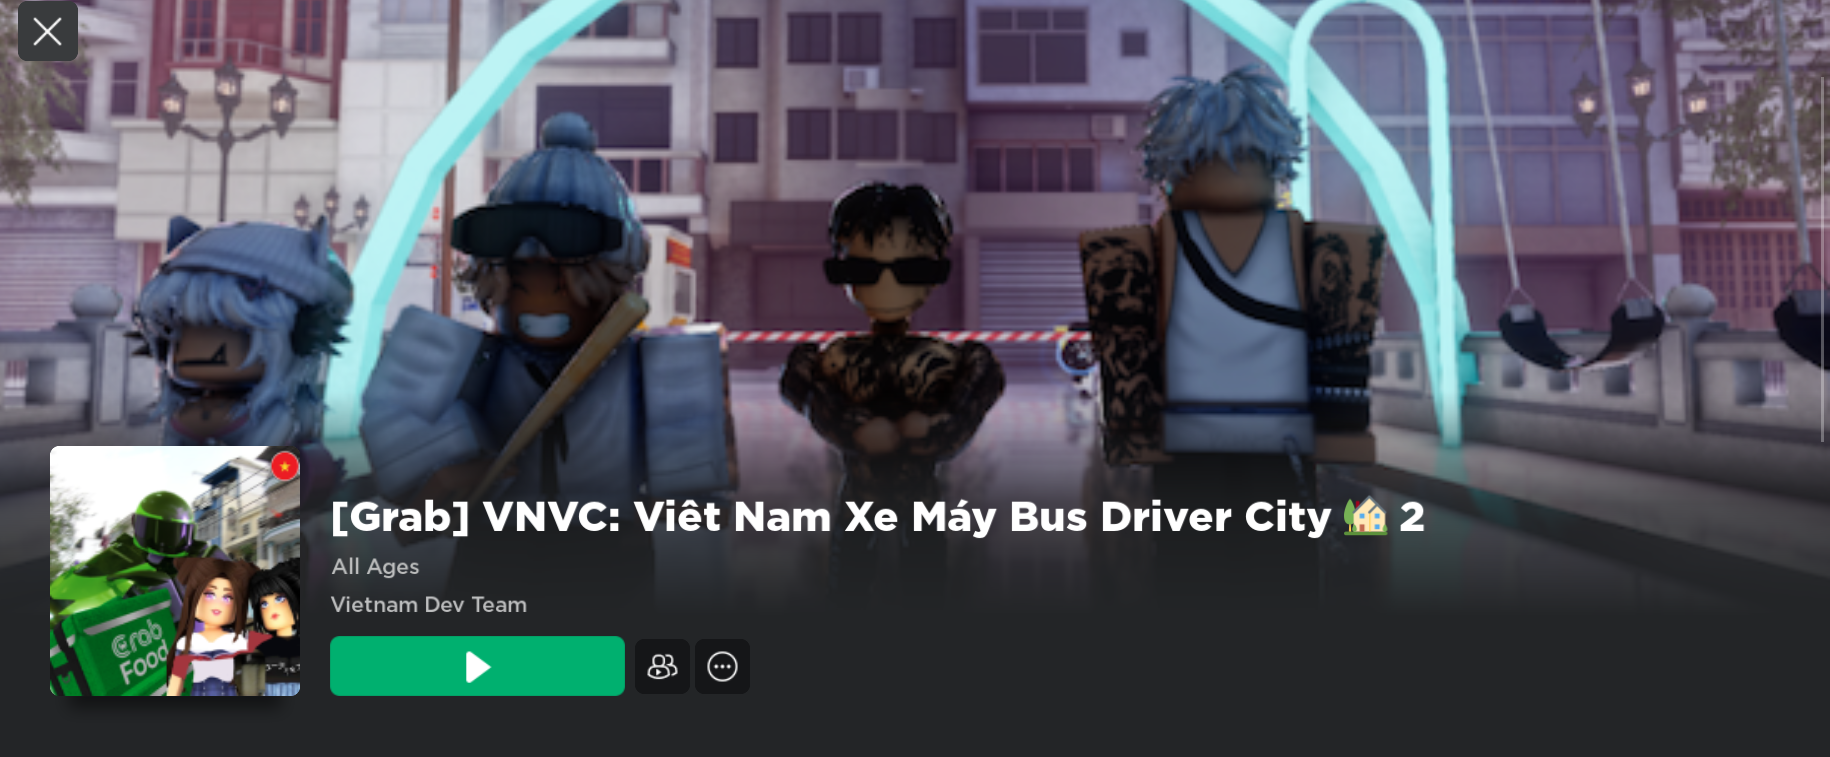 [Grab] VNVC: Viêt Nam Xe Máy Bus Driver City 🏡 2
All Ages
Vietnam Dev Team
Grab
Food